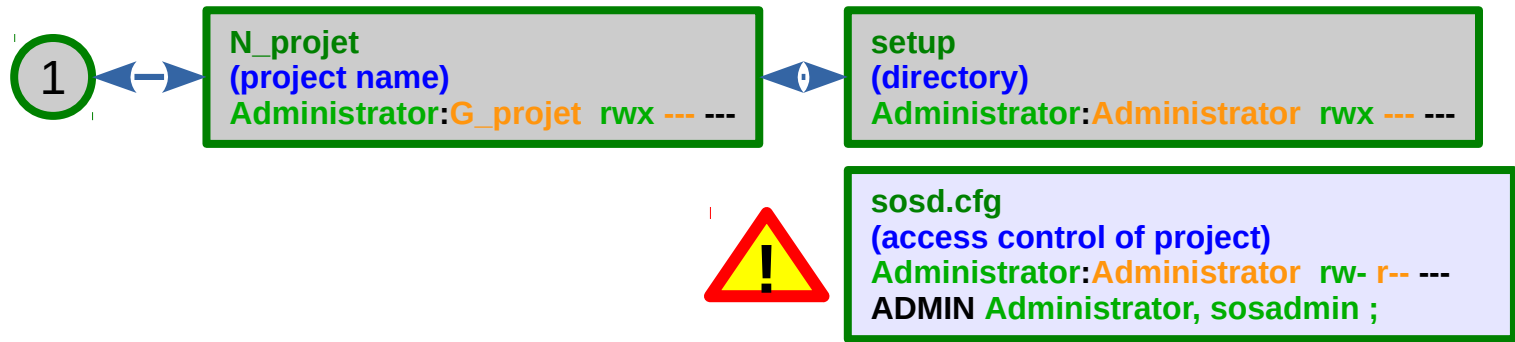 1
N_projet
(project name)
Administrator:G_projet rwx --- ---
setup
(directory)
Administrator:Administrator rwx --- ---
!
sosd.cfg
(access control of project)
Administrator:Administrator rw- r-- ---
ADMIN Administrator, sosadmin ;